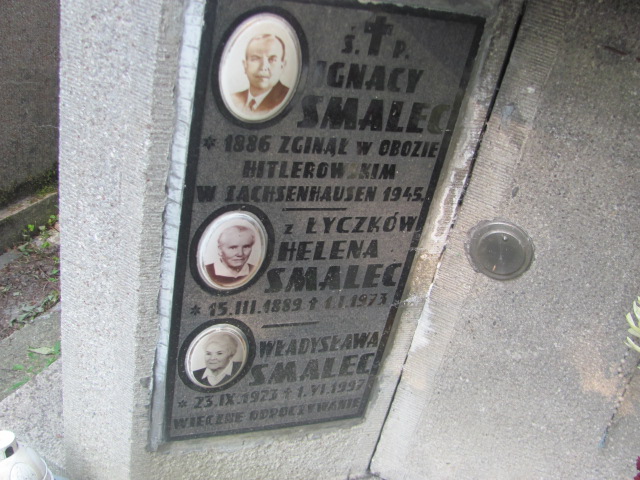 Ś. P.
IGNACY
SMALEC
* 1886 ZGINĄŁ W OBOZIE
HITLEROWSKIM
W SACHSENHAUSEN 1945.
Z ŁYCZKÓW
HELENA
SMALEC
* 15.III.1889 † 1.I.1973
WŁADYSŁAWA
SMALEC
* 23.IX.1923 † 1.VI.1997
WIECZNE ODPOCZYWANIE